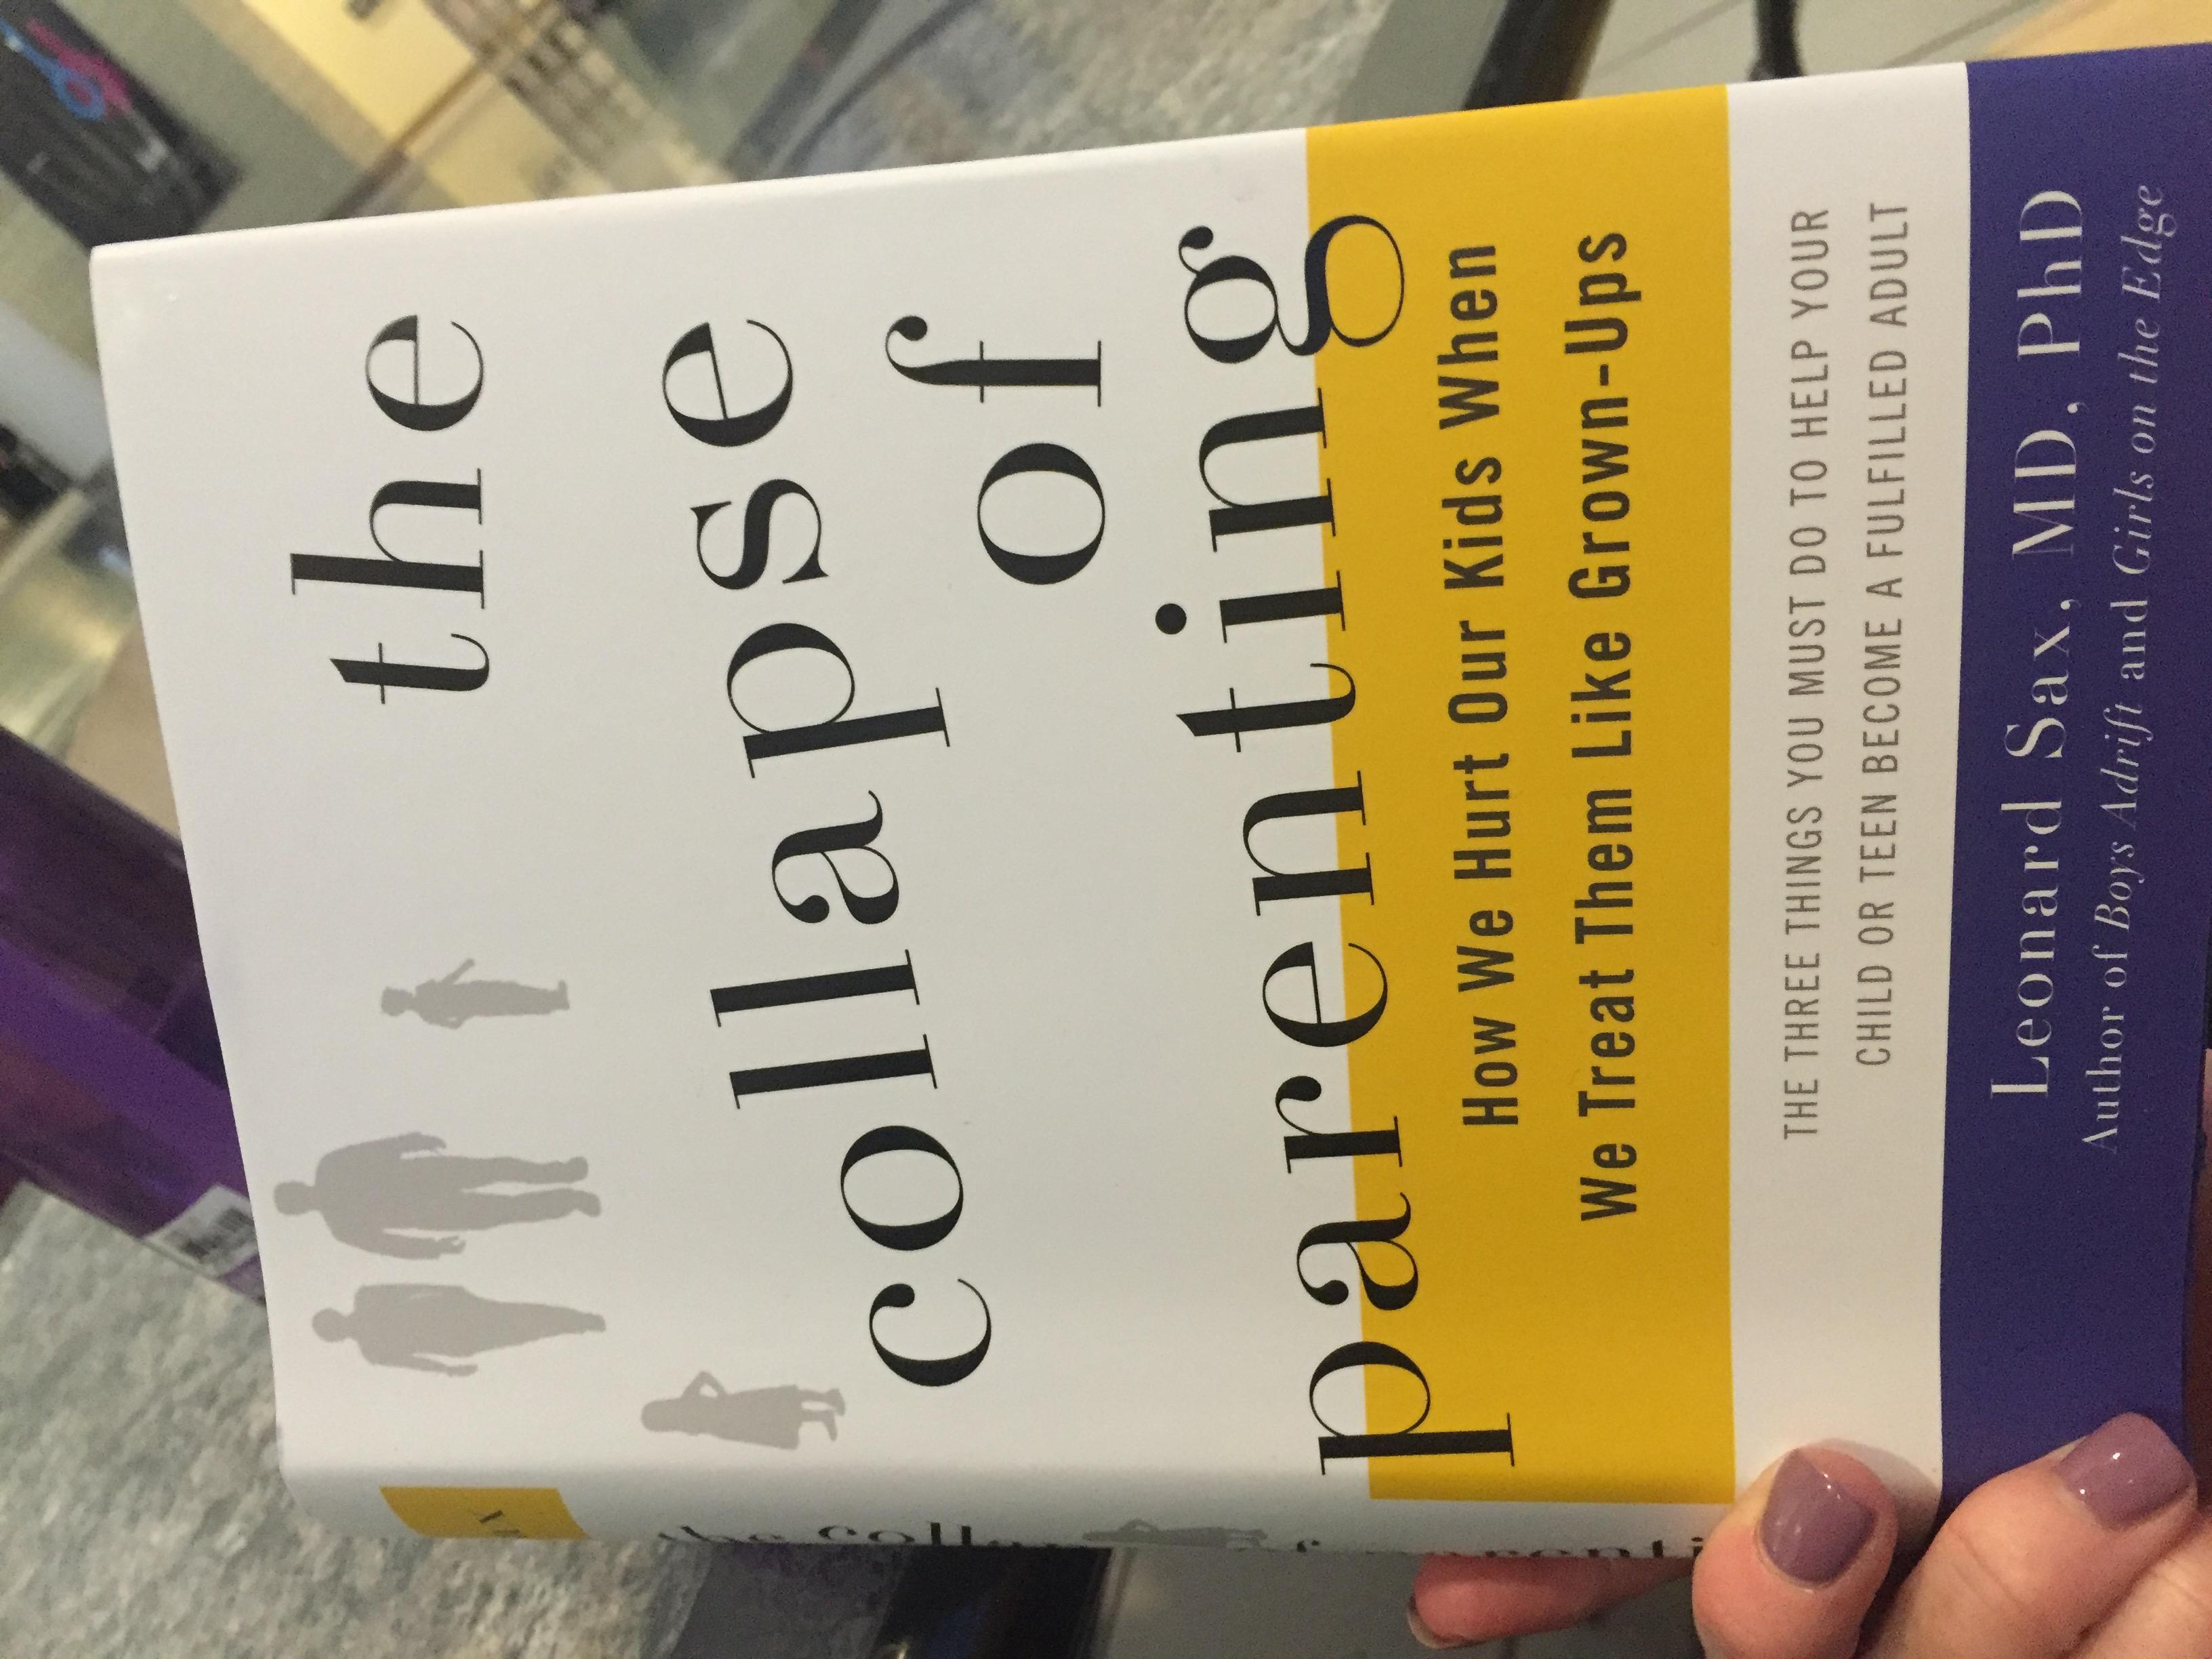 the
collapse
of
parenting
How We Hurt Our Kids When
We Treat Them Like Grown-Ups
THE THREE THINGS YOU MUST DO TO HELP YOUR
CHILD OR TEEN BECOME A FULFILLED ADULT
Leonard Sax, MD, PhD
Author of Boys Adrift and Girls on the Edge